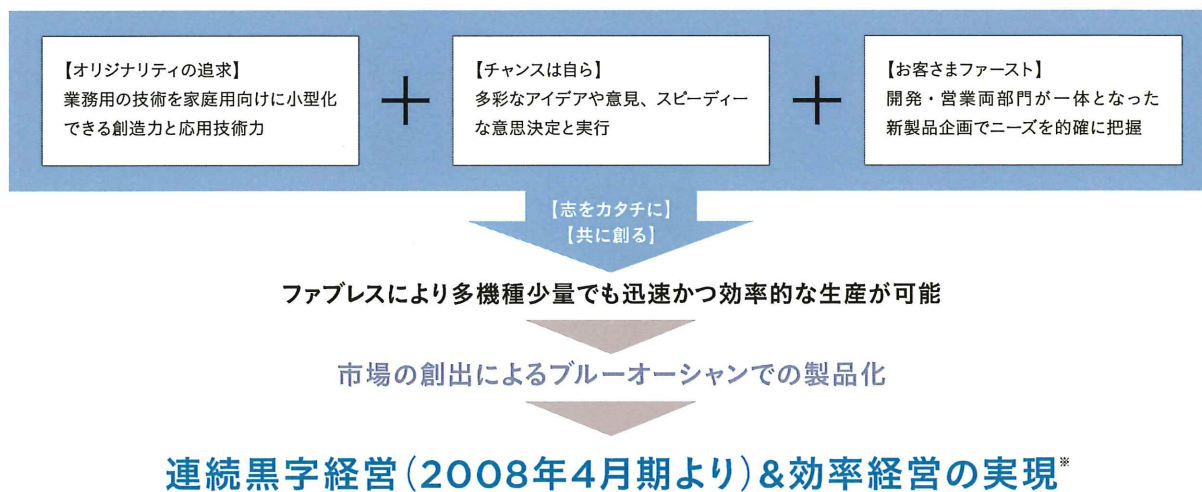 【オリジナリティの追求】
業務用の技術を家庭用向けに小型化
できる創造力と応用技術力
＋
【チャンスは自ら】
多彩なアイデアや意見、スピーディー
な意思決定と実行
＋
【お客さまファースト】
開発・営業両部門が一体となった
新製品企画でニーズを的確に把握
【志をカタチに】
【共に創る】
ファブレスにより多機種少量でも迅速かつ効率的な生産が可能
市場の創出によるブルーオーシャンでの製品化
連続黒字経営(2008年4月期より)&効率経営の実現※